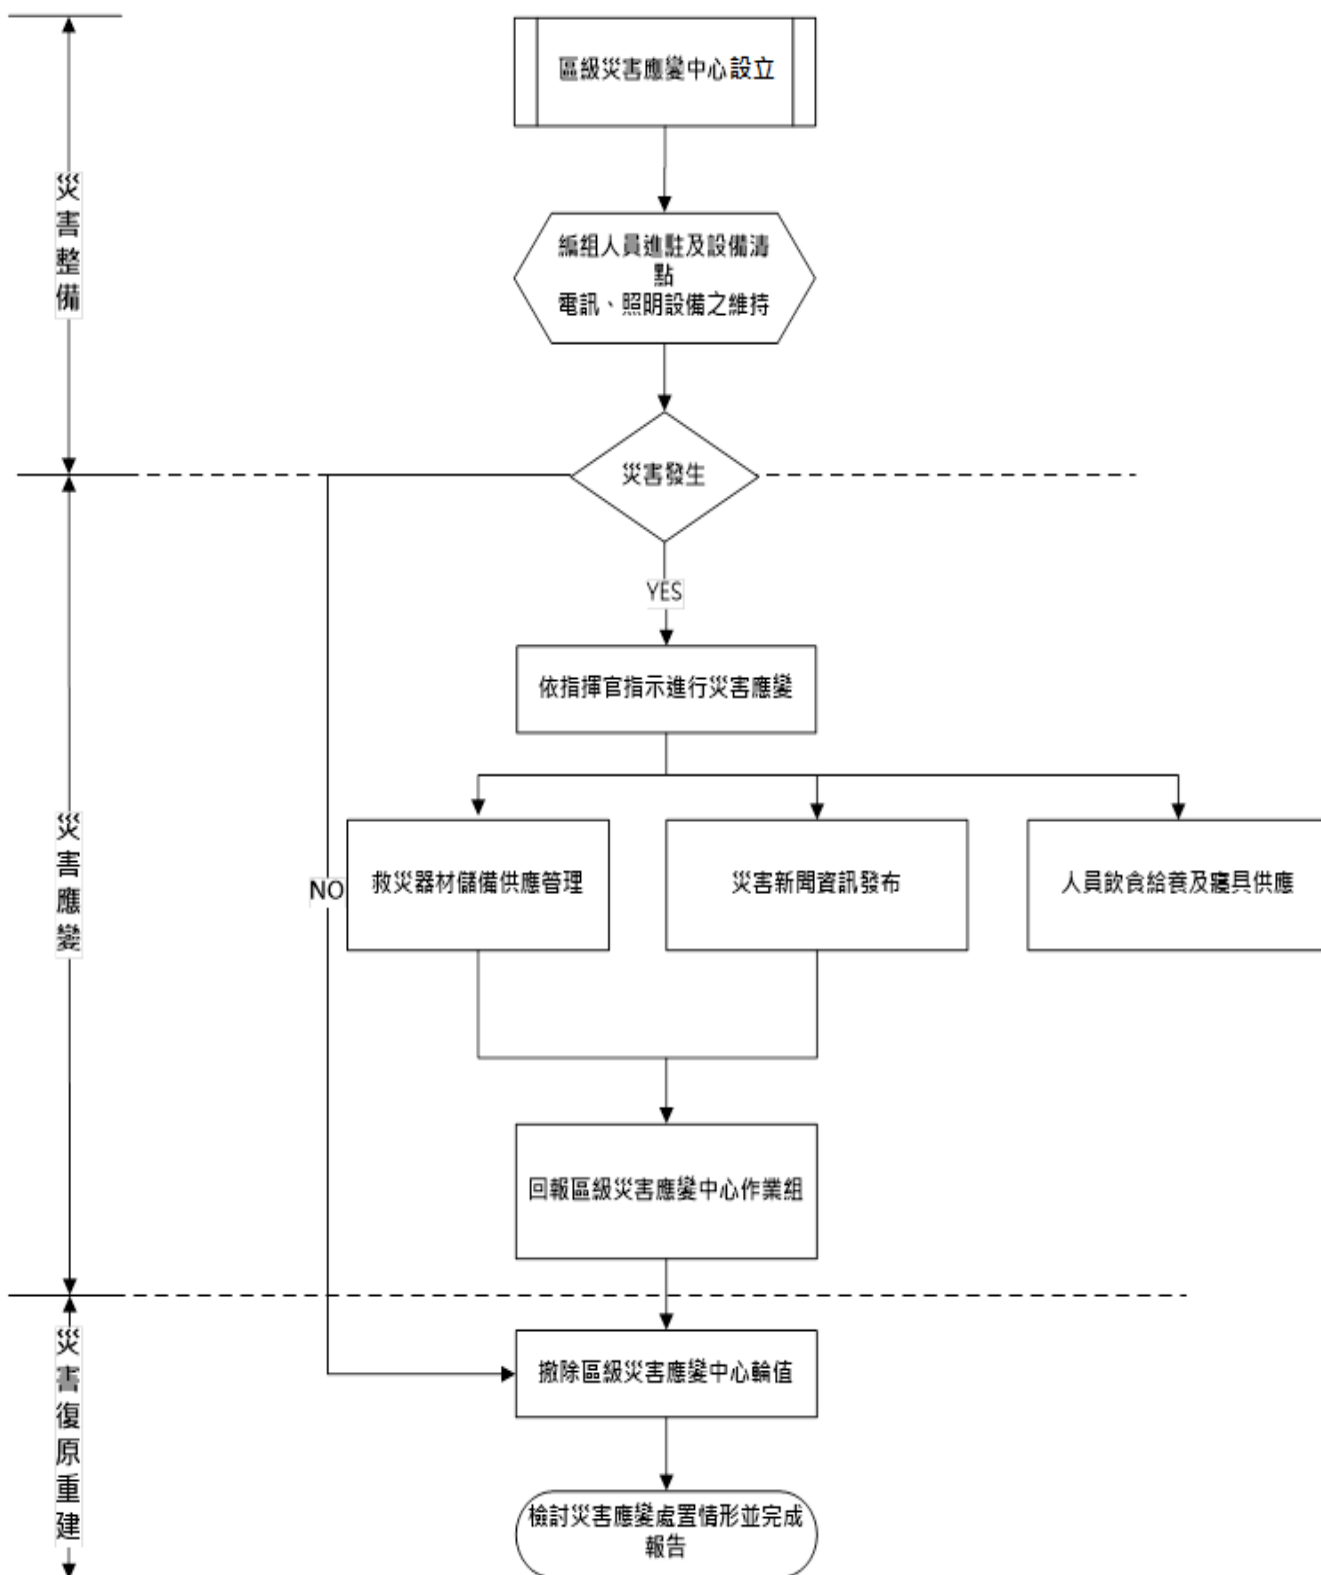 區級災害應變中心設立
災害整備
編組人員進駐及設備清
點
電訊、照明設備之維持
災害發生
YES
依指揮官指示進行災害應變
災害應變
NO
救災器材儲備供應管理
災害新聞資訊發布
人員飲食給養及寢具供應
回報區級災害應變中心作業組
災害復原重建
撤除區級災害應變中心輪值
檢討災害應變處置情形並完成
報告